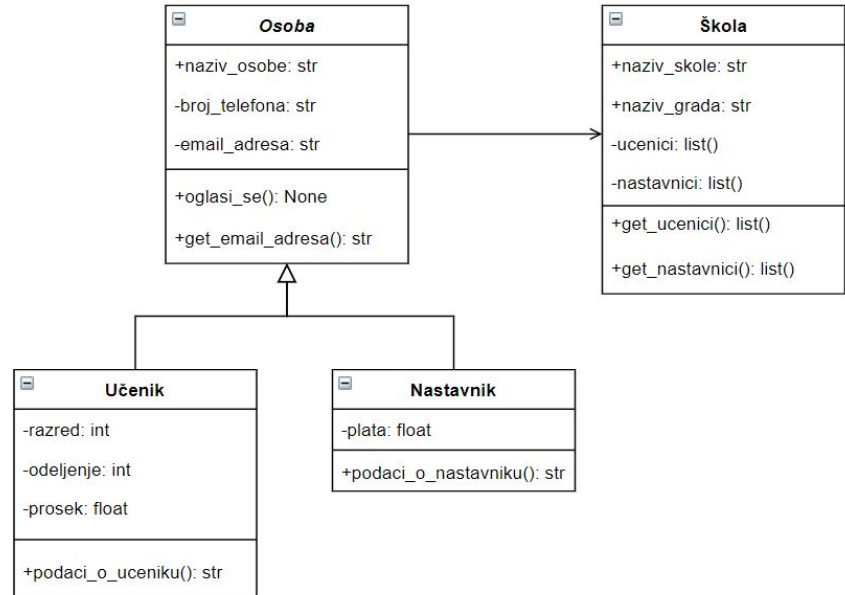 Osoba
+naziv_osobe: str
-broj_telefona: str
-email_adresa: str
+oglasi_se(): None
+get_email_adresa(): str
Škola
+naziv_skole: str
+naziv_grada: str
-ucenici: list()
-nastavnici: list()
+get_ucenici(): list()
+get_nastavnici(): list()
Učenik
-razred: int
-odeljenje: int
-prosek: float
+podaci_o_uceniku(): str
Nastavnik
-plata: float
+podaci_o_nastavniku(): str